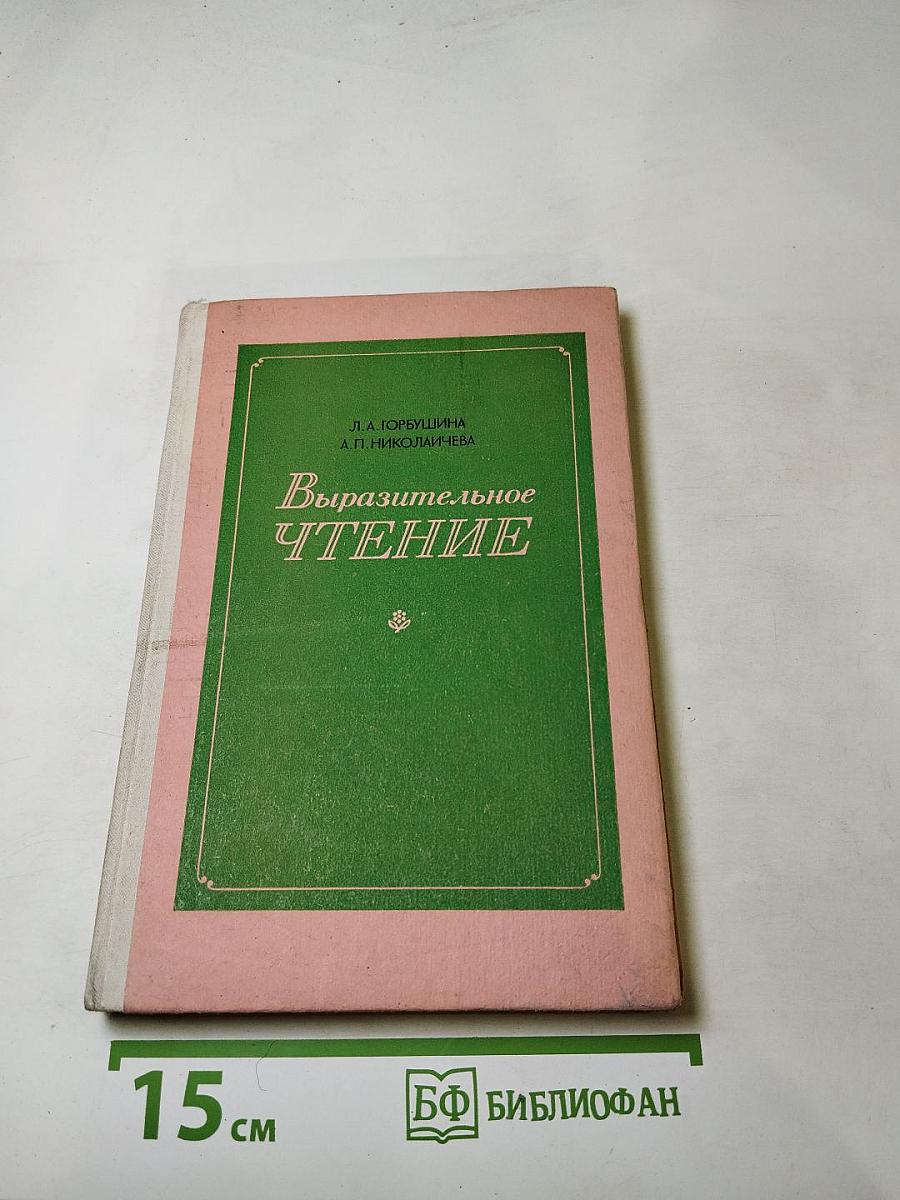 Л. А. ГОРБУШИНА
А. П. НИКОЛАИЧЕВА
Выразительное
ЧТЕНИЕ
15 см
БФ БИБЛИОФАН